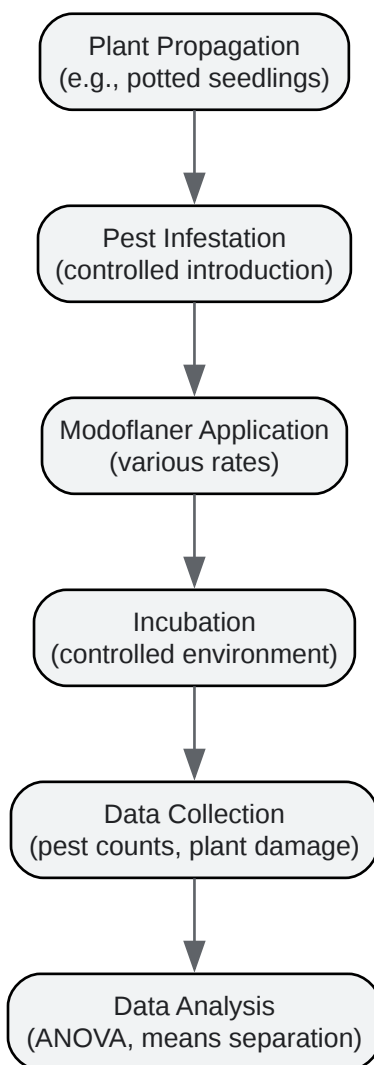 Plant Propagation
(e.g., potted seedlings)
Pest Infestation
(controlled introduction)
Modoflaner Application
(various rates)
Incubation
(controlled environment)
Data Collection
(pest counts, plant damage)
Data Analysis
(ANOVA, means separation)